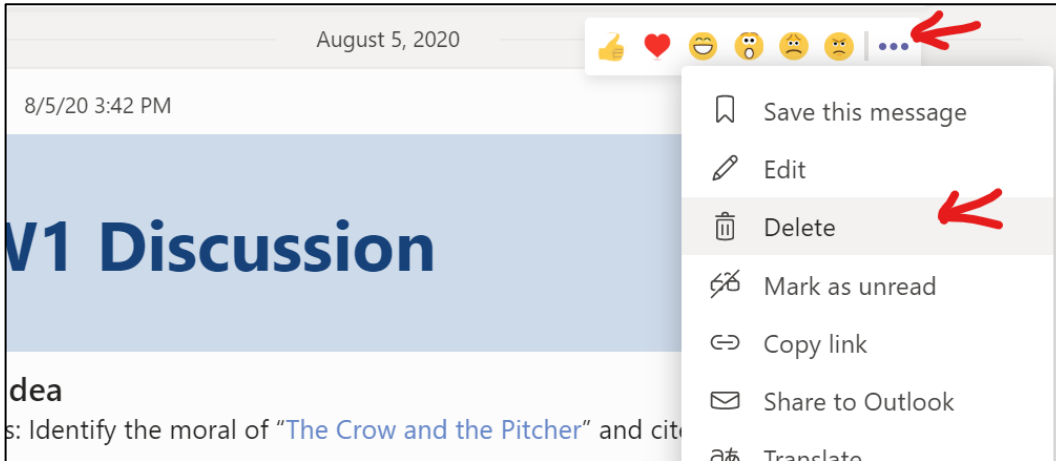 August 5, 2020
8/5/20 3:42 PM
Save this message
Edit
Delete
Mark as unread
Copy link
Share to Outlook
Translate
V1 Discussion
dea
s: Identify the moral of “The Crow and the Pitcher” and cit